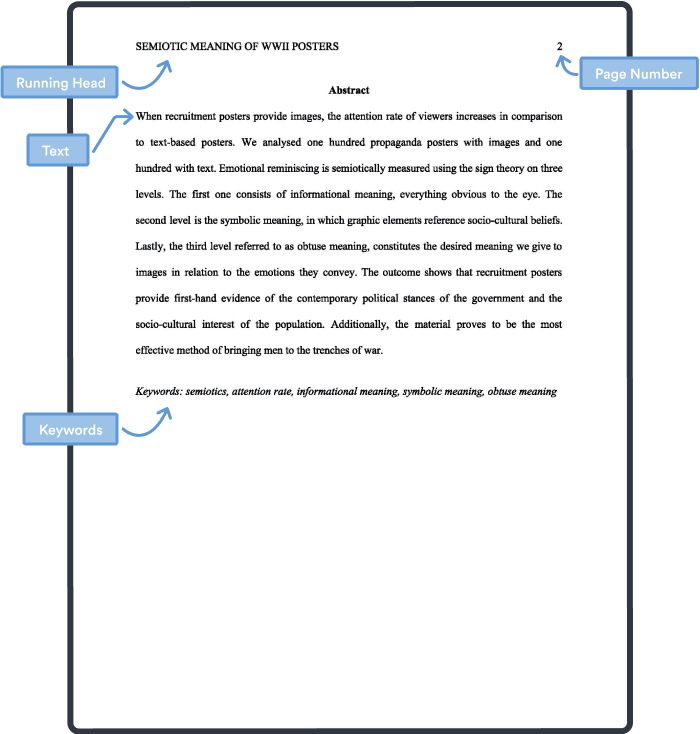 SEMIOTIC MEANING OF WWII POSTERS 2
Running Head
Page Number
Abstract
When recruitment posters provide images, the attention rate of viewers increases in comparison
Text
to text-based posters. We analysed one hundred propaganda posters with images and one
hundred with text. Emotional reminiscing is semiotically measured using the sign theory on three
levels. The first one consists of informational meaning, everything obvious to the eye. The
second level is the symbolic meaning, in which graphic elements reference socio-cultural beliefs.
Lastly, the third level referred to as obtuse meaning, constitutes the desired meaning we give to
images in relation to the emotions they convey. The outcome shows that recruitment posters
provide first-hand evidence of the contemporary political stances of the government and the
socio-cultural interest of the population. Additionally, the material proves to be the most
effective method of bringing men to the trenches of war.
Keywords: semiotics, attention rate, informational meaning, symbolic meaning, obtuse meaning
Keywords